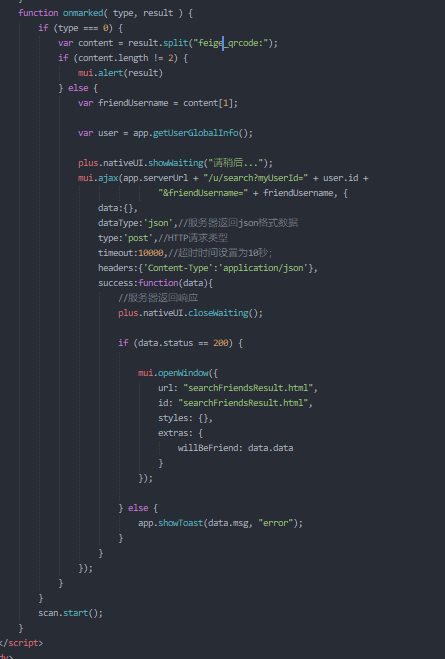 function onmarked( type, result ) {
if (type === 0) {
var content = result.split("feige_qrcode:");
if (content.length != 2) {
mui.alert(result)
} else {
var friendUsername = content[1];
var user = app.getUserGlobalInfo();
plus.nativeUI.showWaiting("请稍后...");
mui.ajax(app.serverUrl + "/u/search?myUserId=" + user.id +
"&friendUsername=" + friendUsername, {
data:{},
dataType:'json',//服务器返回json格式数据
type:'post',//HTTP请求类型
timeout:10000,//超时时间设置为10秒;
headers:{'Content-Type':'application/json'},
success:function(data){
//服务器返回响应
plus.nativeUI.closeWaiting();
if (data.status == 200) {
mui.openWindow({
url: "searchFriendsResult.html",
id: "searchFriendsResult.html",
styles: {},
extras: {
willBeFriend: data.data
}
});
} else {
app.showToast(data.msg, "error");
}
}
});
}
}
scan.start();
}
</script>